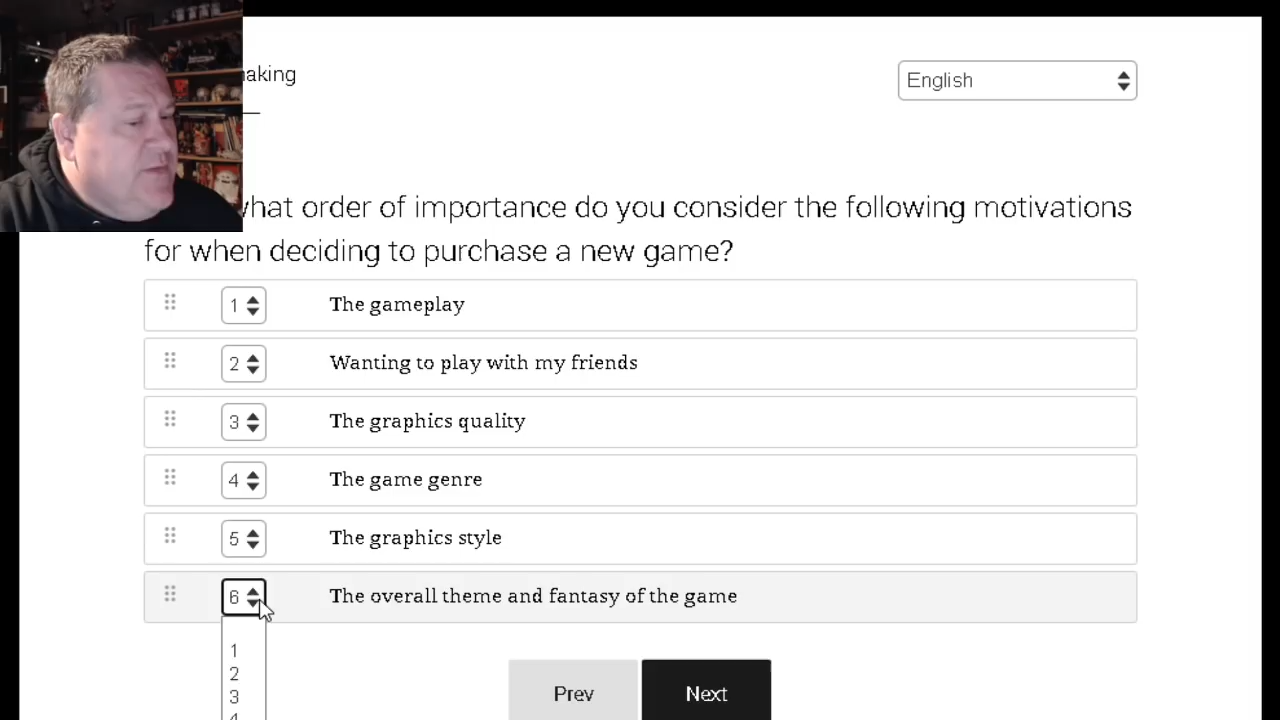 English
what order of importance do you consider the following motivations
for when deciding to purchase a new game?
1 The gameplay
2 Wanting to play with my friends
3 The graphics quality
4 The game genre
5 The graphics style
6 The overall theme and fantasy of the game
1
2
3
Prev Next